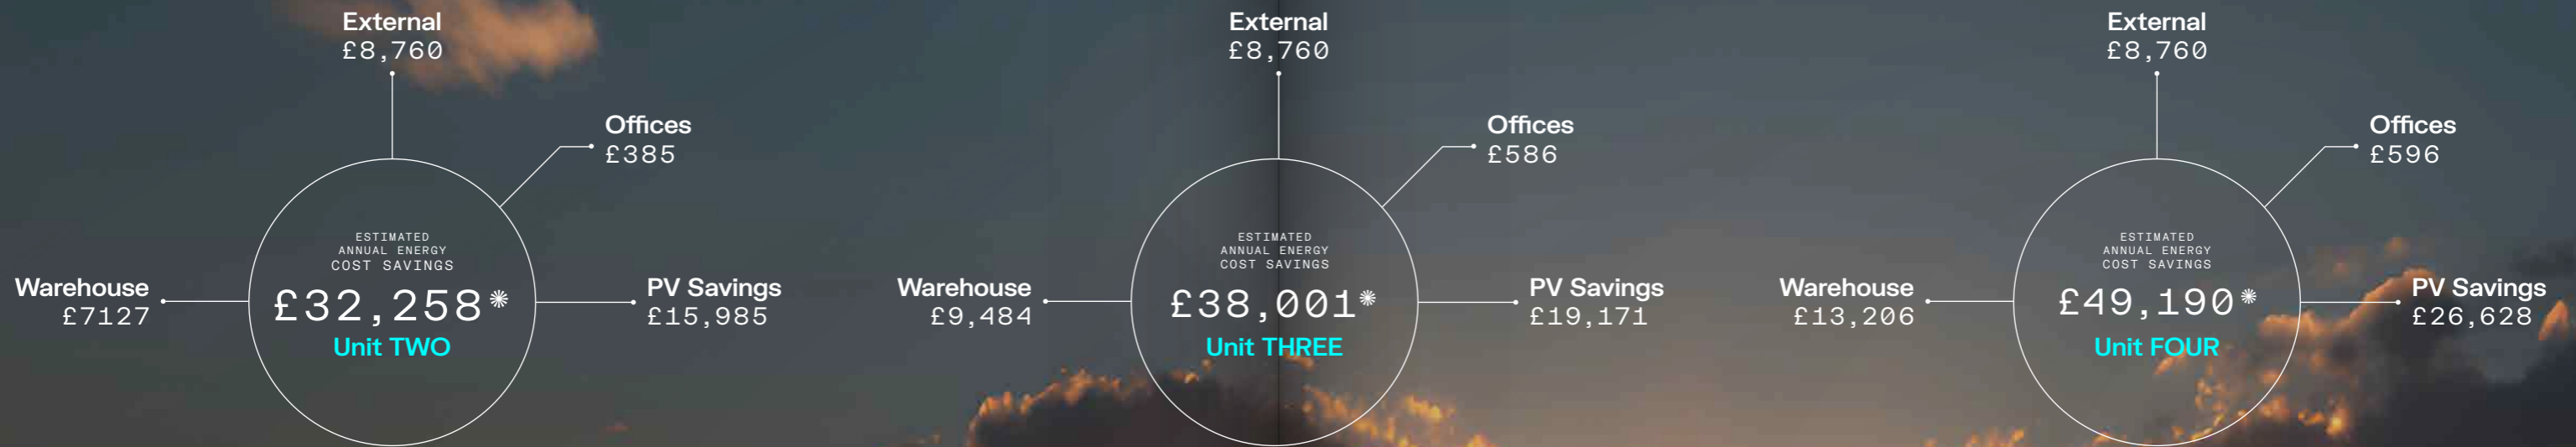 External
£8,760
Offices
£385
ESTIMATED
ANNUAL ENERGY
COST SAVINGS
£32,258*
Unit TWO
Warehouse
£7127
PV Savings
£15,985
External
£8,760
Offices
£586
ESTIMATED
ANNUAL ENERGY
COST SAVINGS
£38,001*
Unit THREE
Warehouse
£9,484
PV Savings
£19,171
External
£8,760
Offices
£596
ESTIMATED
ANNUAL ENERGY
COST SAVINGS
£49,190*
Unit FOUR
Warehouse
£13,206
PV Savings
£26,628